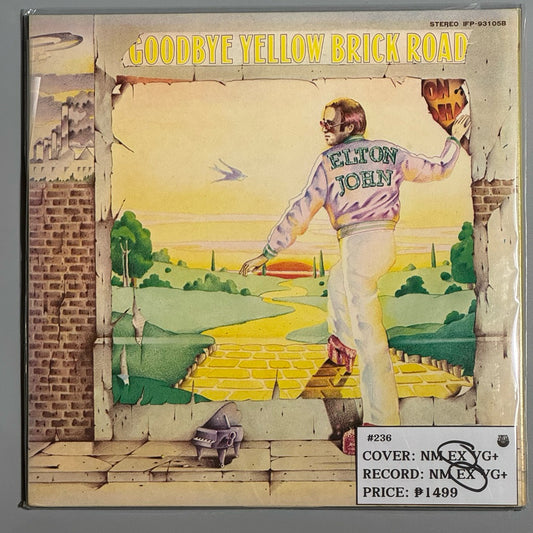 STEREO IFP-93105B
GOODBYE YELLOW BRICK ROAD
ON
ELTON
JOHN
#236
COVER: NM EX VG+
RECORD: NM EX VG+
PRICE: ₱1499